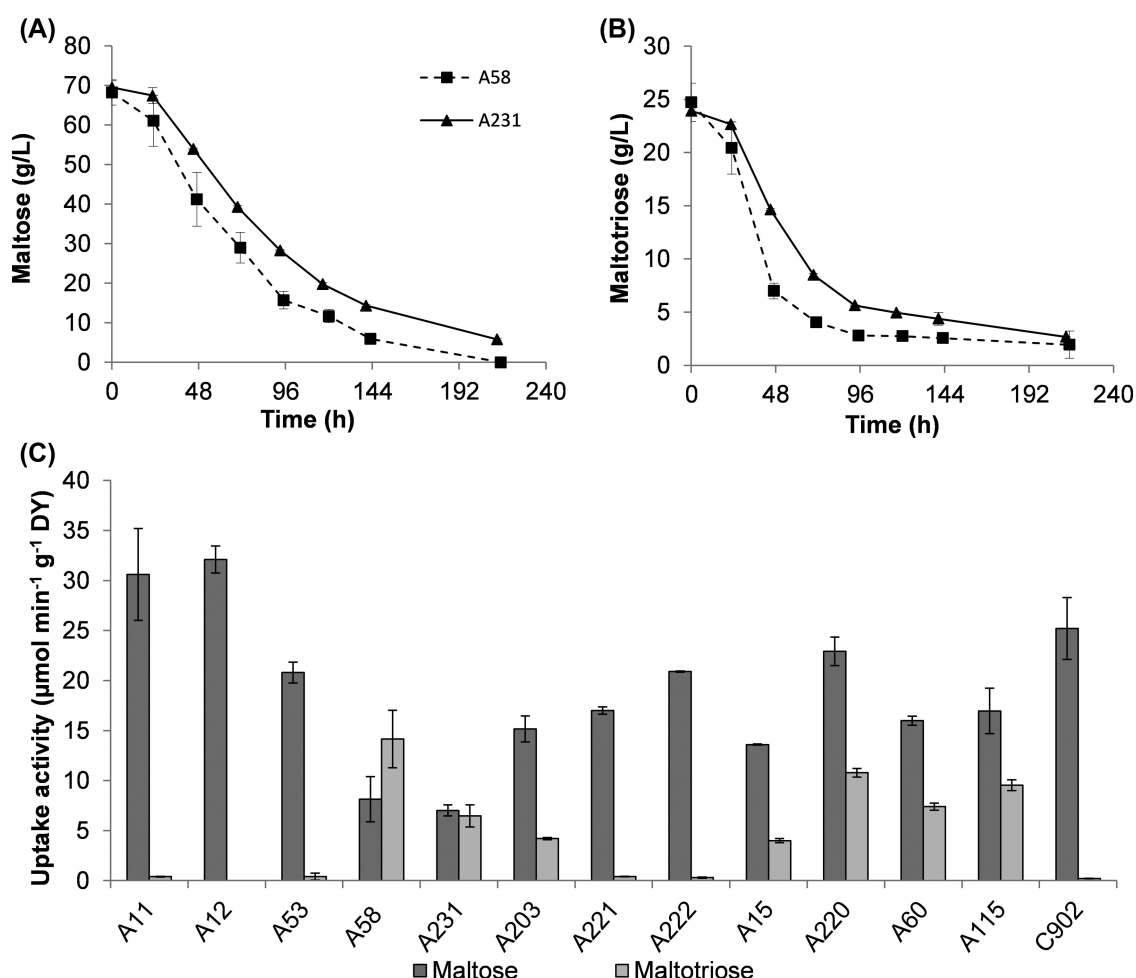 (A)
80
70
60
50
40
30
20
10
0
Maltose (g/L)
0 48 96 144 192 240
Time (h)
A58
A231
(B)
30
25
20
15
10
5
0
Maltotriose (g/L)
0 48 96 144 192 240
Time (h)
(C)
40
35
30
25
20
15
10
5
0
Uptake activity (µmol min⁻¹ g⁻¹ DY)
A11 A12 A53 A58 A231 A203 A221 A222 A15 A220 A60 A115 C902
Maltose Maltotriose